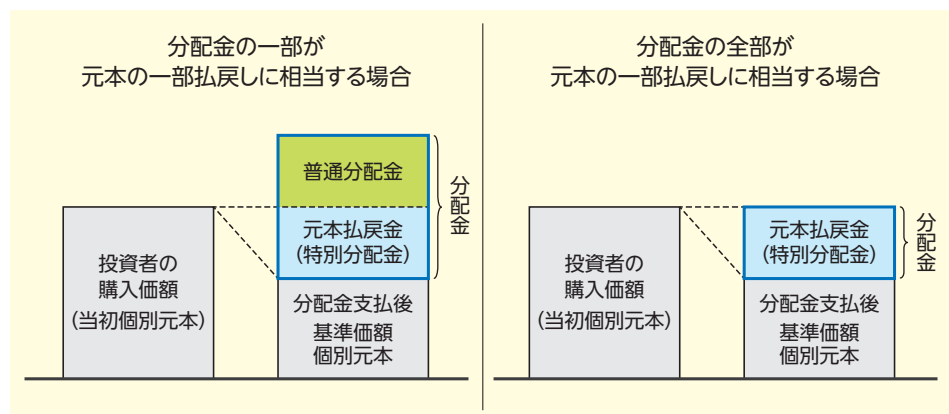 分配金の一部が
元本の一部払戻しに相当する場合
普通分配金
元本払戻金
(特別分配金)
分配金
投資者の
購入価額
(当初個別元本)
分配金支払後
基準価額
個別元本
分配金の全部が
元本の一部払戻しに相当する場合
元本払戻金
(特別分配金)
分配金
投資者の
購入価額
(当初個別元本)
分配金支払後
基準価額
個別元本